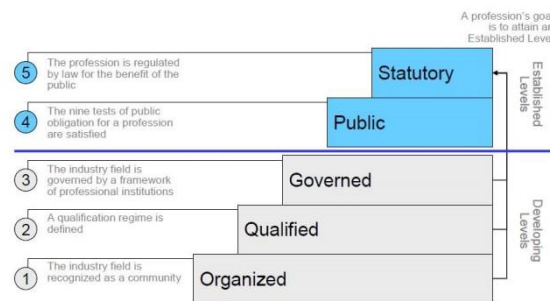 A profession's goal
is to attain an
Established Level
5
The profession is regulated
by law for the benefit of the
public
Statutory
4
The nine tests of public
obligation for a profession
are satisfied
Public
Established
Levels
3
The industry field is
governed by a framework
of professional institutions
Governed
2
A qualification regime is
defined
Qualified
1
The industry field is
recognized as a community
Organized
Developing
Levels